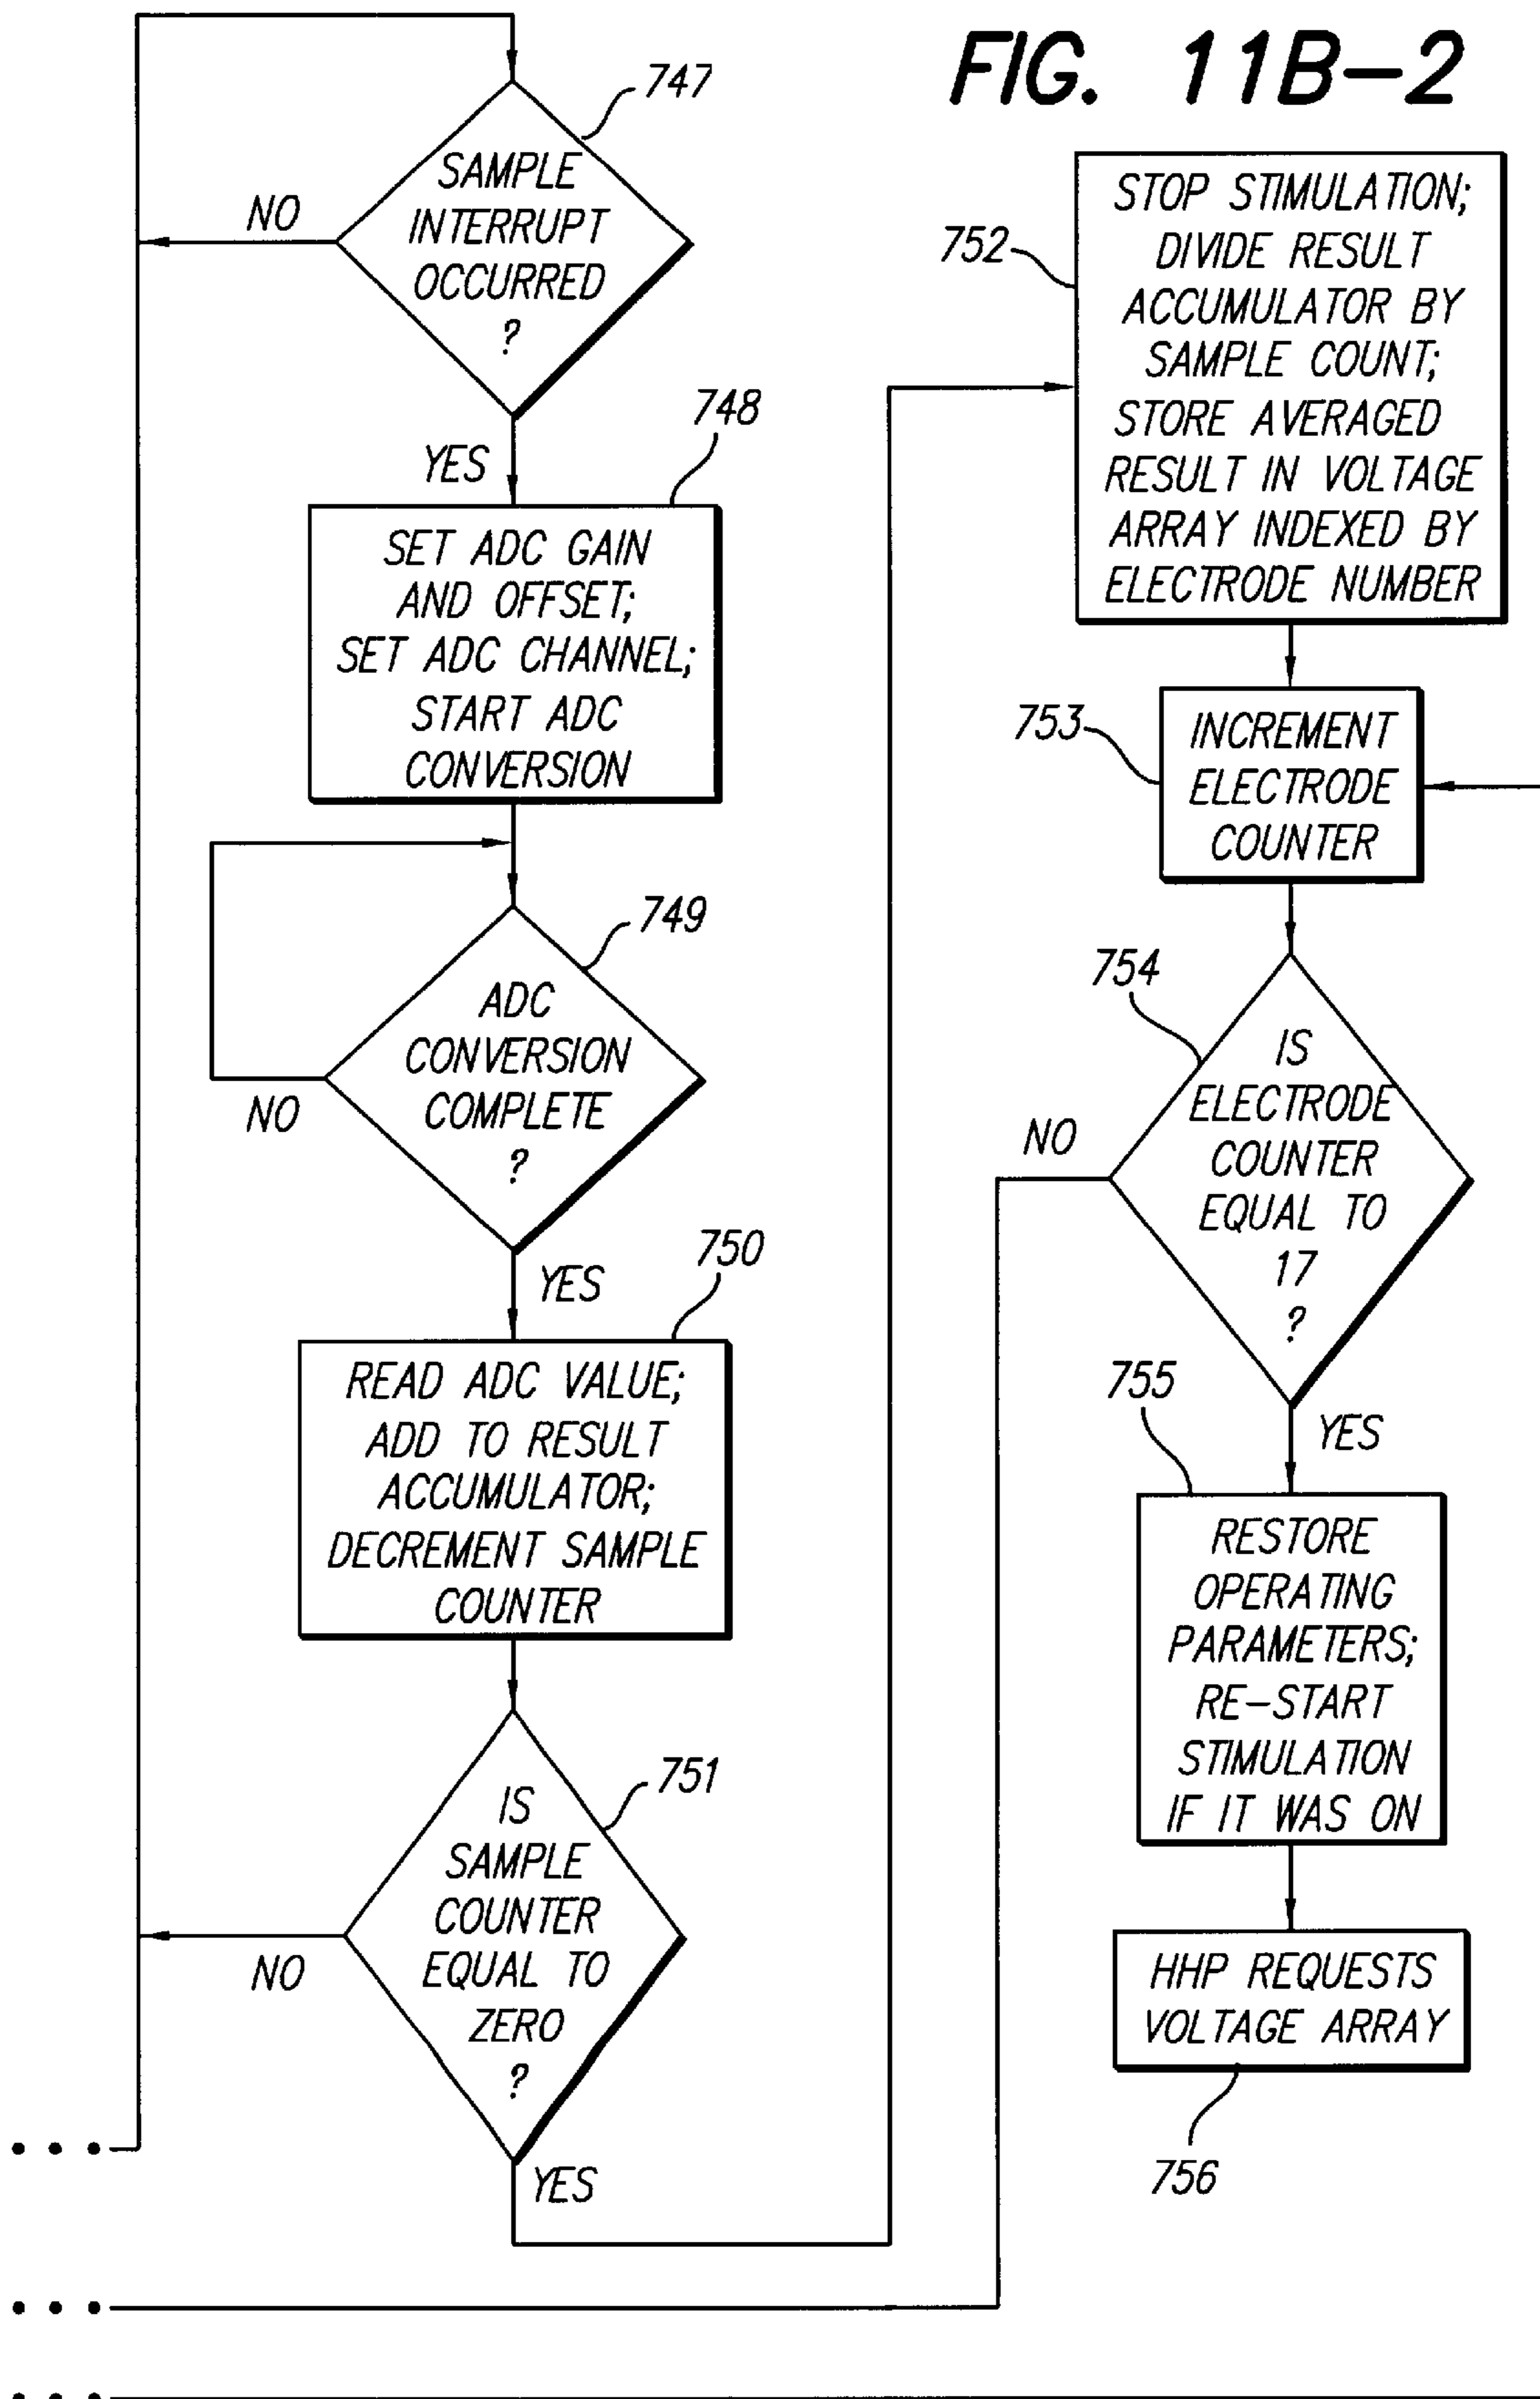 FIG. 11B-2
747
SAMPLE
INTERRUPT
OCCURRED
?
NO
YES
748
SET ADC GAIN
AND OFFSET;
SET ADC CHANNEL;
START ADC
CONVERSION
749
ADC
CONVERSION
COMPLETE
?
NO
YES
750
READ ADC VALUE;
ADD TO RESULT
ACCUMULATOR;
DECREMENT SAMPLE
COUNTER
751
IS
SAMPLE
COUNTER
EQUAL TO
ZERO
?
NO
YES
752
STOP STIMULATION;
DIVIDE RESULT
ACCUMULATOR BY
SAMPLE COUNT;
STORE AVERAGED
RESULT IN VOLTAGE
ARRAY INDEXED BY
ELECTRODE NUMBER
753
INCREMENT
ELECTRODE
COUNTER
754
IS
ELECTRODE
COUNTER
EQUAL TO
17
?
NO
YES
755
RESTORE
OPERATING
PARAMETERS;
RE-START
STIMULATION
IF IT WAS ON
HHP REQUESTS
VOLTAGE ARRAY
756